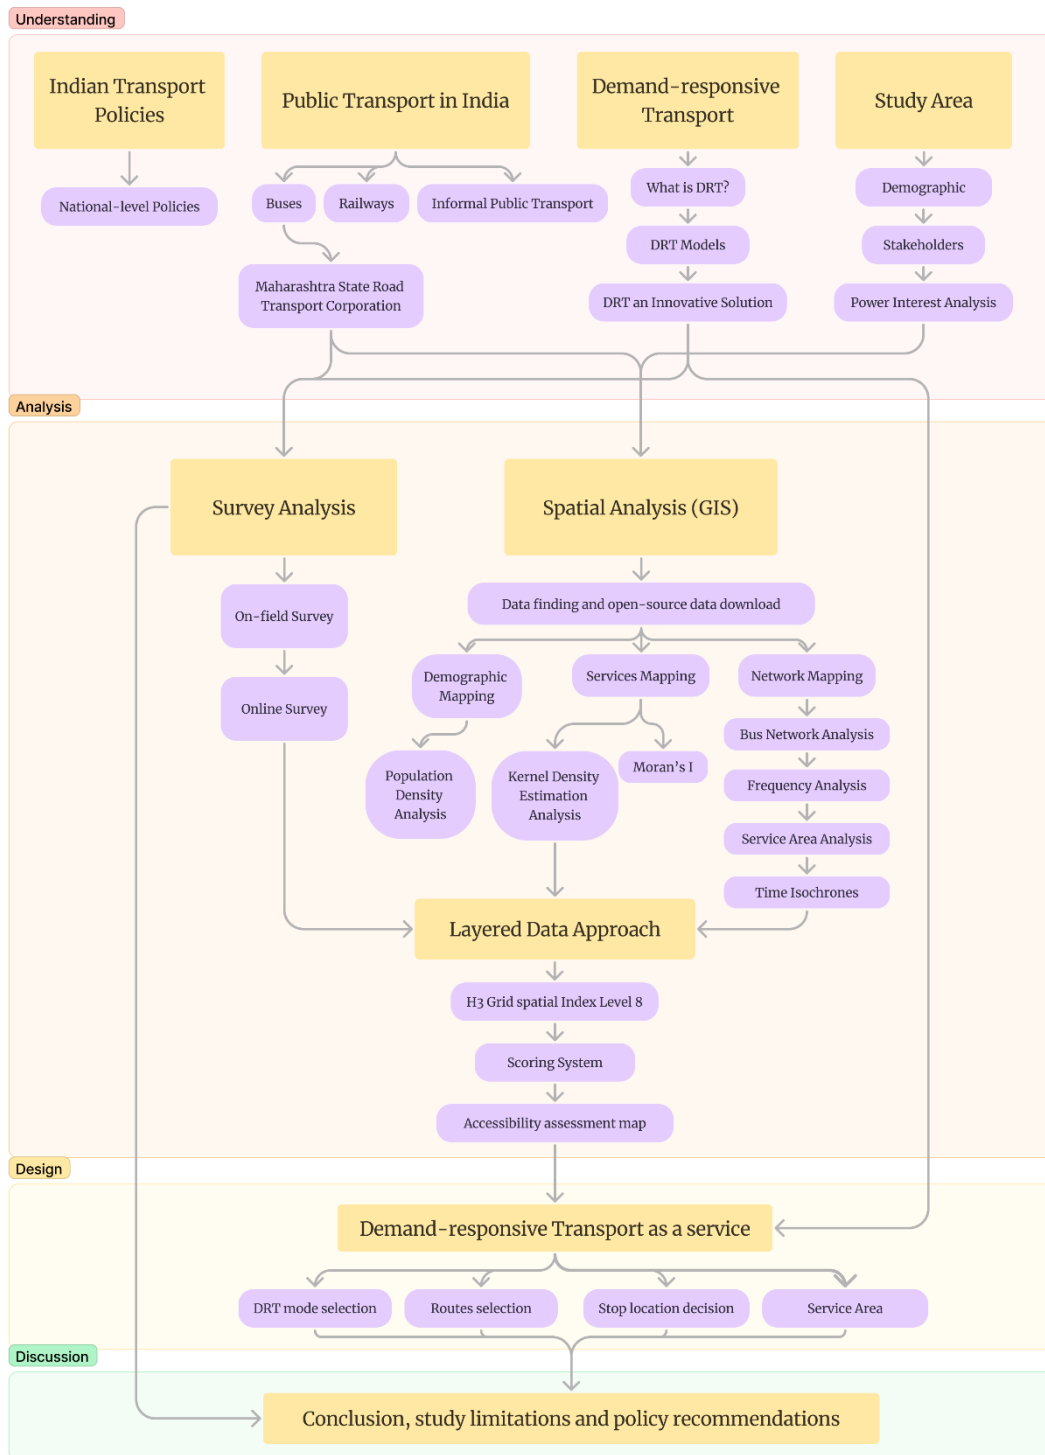 Understanding
Indian Transport
Policies
Public Transport in India
Demand-responsive
Transport
Study Area
National-level Policies
Buses
Railways
Informal Public Transport
What is DRT?
Demographic
DRT Models
Stakeholders
Maharashtra State Road
Transport Corporation
DRT an Innovative Solution
Power Interest Analysis
Analysis
Survey Analysis
Spatial Analysis (GIS)
On-field Survey
Data finding and open-source data download
Online Survey
Demographic
Mapping
Services Mapping
Network Mapping
Bus Network Analysis
Population
Density
Analysis
Kernel Density
Estimation
Analysis
Moran's I
Frequency Analysis
Service Area Analysis
Time Isochrones
Layered Data Approach
H3 Grid spatial Index Level 8
Scoring System
Accessibility assessment map
Design
Demand-responsive Transport as a service
DRT mode selection
Routes selection
Stop location decision
Service Area
Discussion
Conclusion, study limitations and policy recommendations